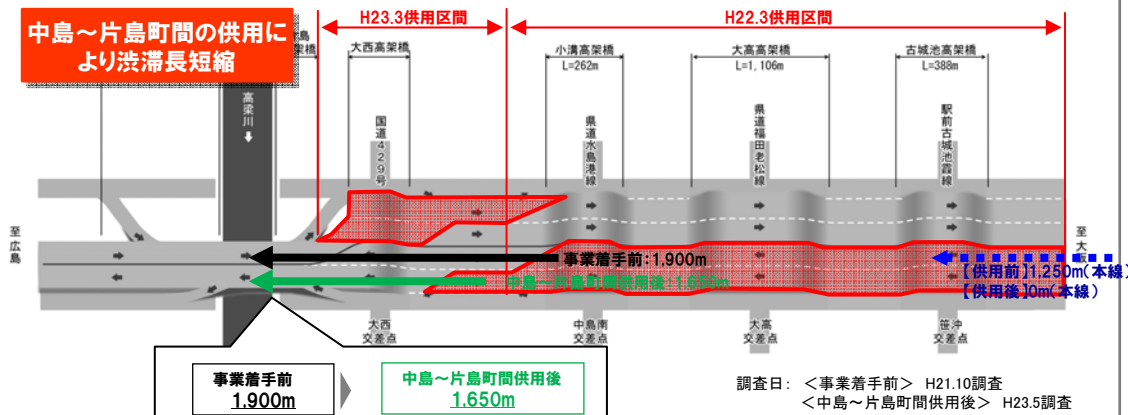 中島～片島町間の供用に
より渋滞長短縮
H23.3供用区間
H22.3供用区間
島
架橋
大西高架橋
小溝高架橋
L=262m
大高高架橋
L=1,106m
古城池高架橋
L=388m
高梁川
国道429号
県道水島港線
県道福田老松線
駅前古城池霞線
至広島
至大阪
事業着手前:1,900m
中島～片島町間供用後:1,650m
【供用前】1,250m(本線)
【供用後】0m(本線)
大西
交差点
中島南
交差点
大高
交差点
笹沖
交差点
事業着手前
1,900m
中島～片島町間供用後
1,650m
調査日: ＜事業着手前＞ H21.10調査
＜中島～片島町間供用後＞ H23.5調査